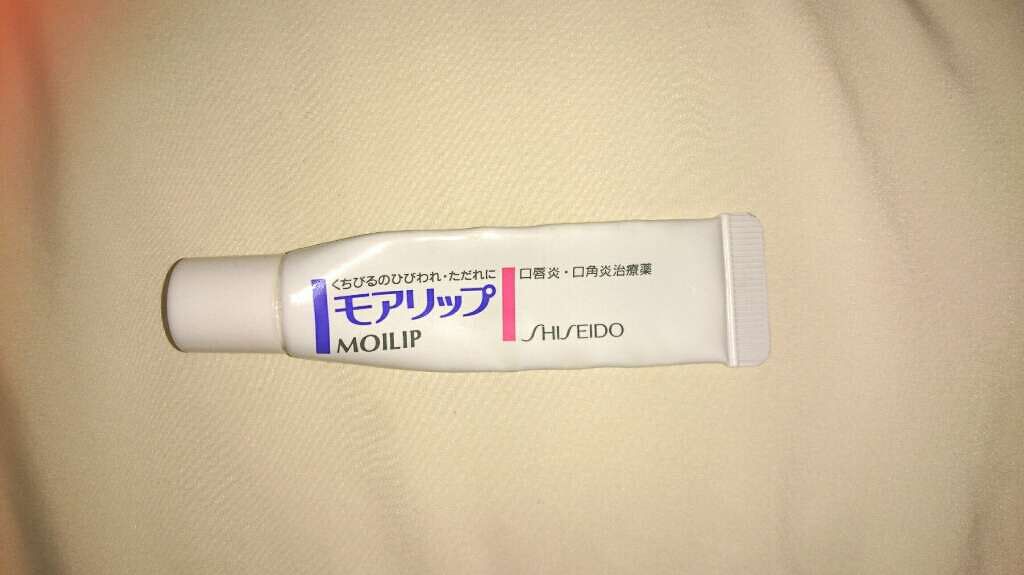 くちびるのひびわれ・ただれに
モアリップ
MOILIP
口唇炎・口角炎治療薬
SHISEIDO